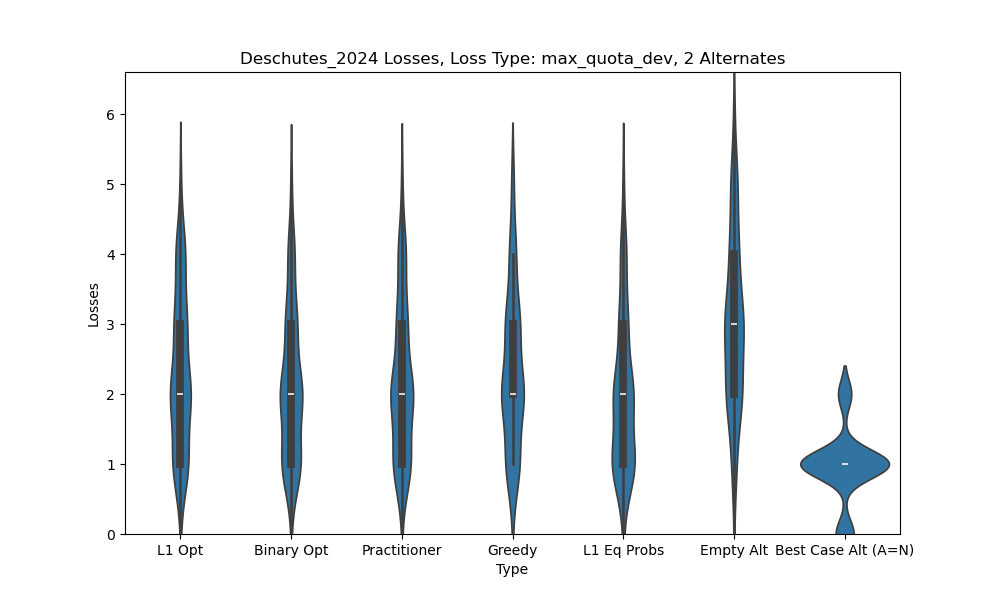 Deschutes_2024 Losses, Loss Type: max_quota_dev, 2 Alternates
Losses
6
5
4
3
2
1
0
L1 Opt
Binary Opt
Practitioner
Greedy
L1 Eq Probs
Empty Alt
Best Case Alt (A=N)
Type